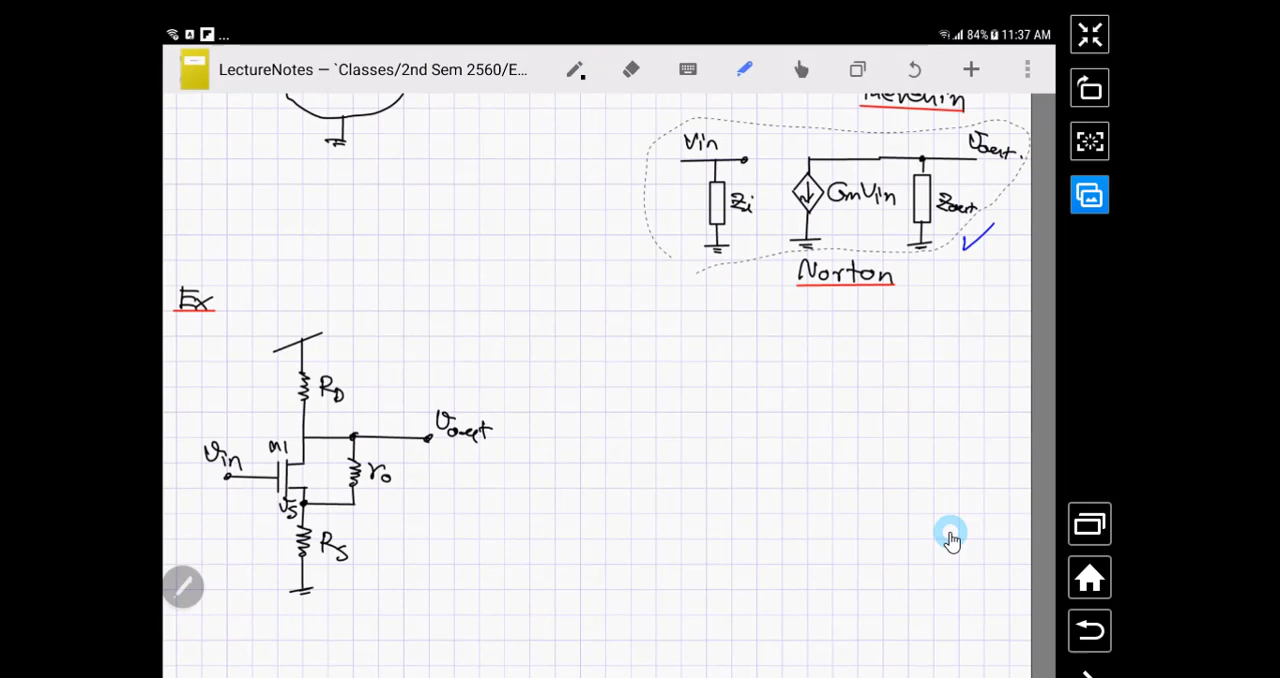 ...
84% 11:37 AM
LectureNotes — `Classes/2nd Sem 2560/E...
Thevenin
Vin
Vout
Zi
GmVin
Zout
Norton
Ex
RD
Vout
Vin
M1
ro
VS
RS